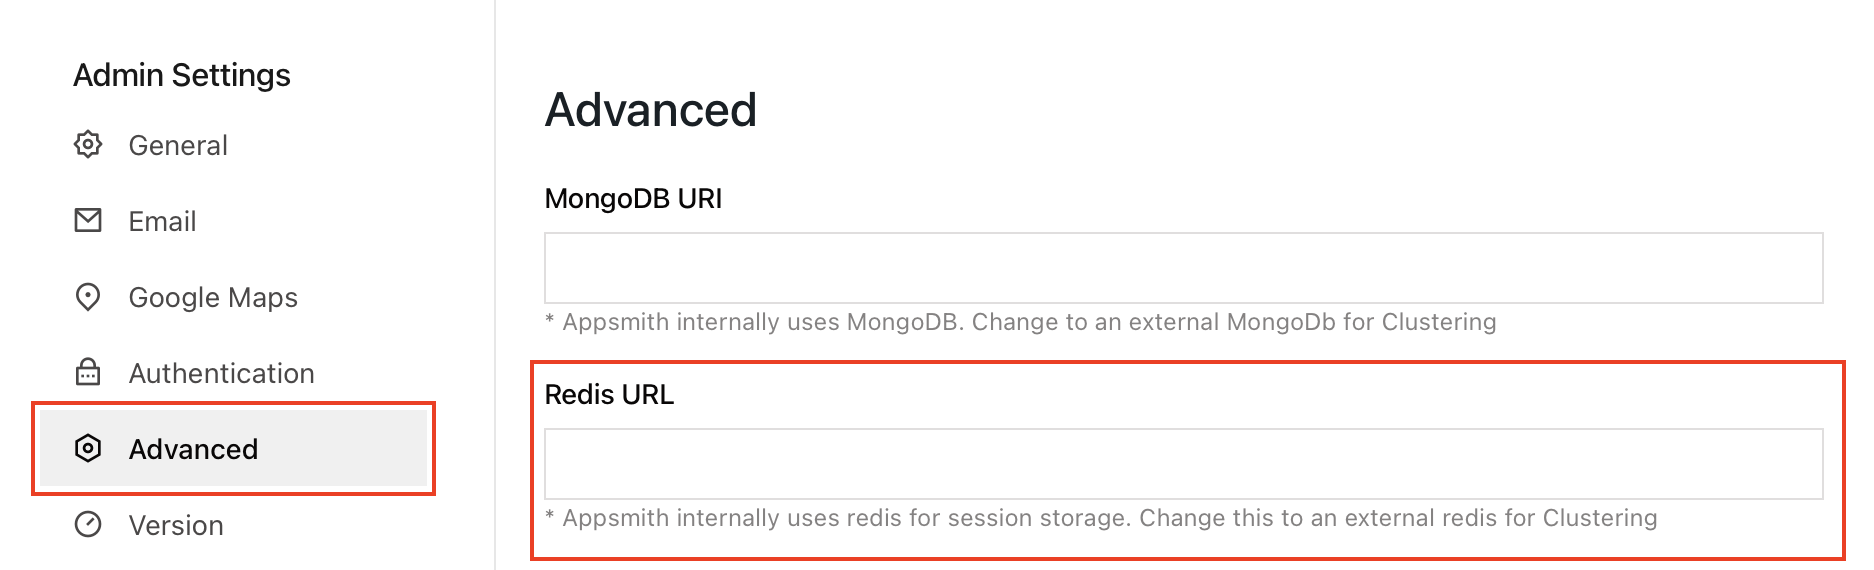 Admin Settings
General
Email
Google Maps
Authentication
Advanced
Version
Advanced
MongoDB URI
* Appsmith internally uses MongoDB. Change to an external MongoDb for Clustering
Redis URL
* Appsmith internally uses redis for session storage. Change this to an external redis for Clustering